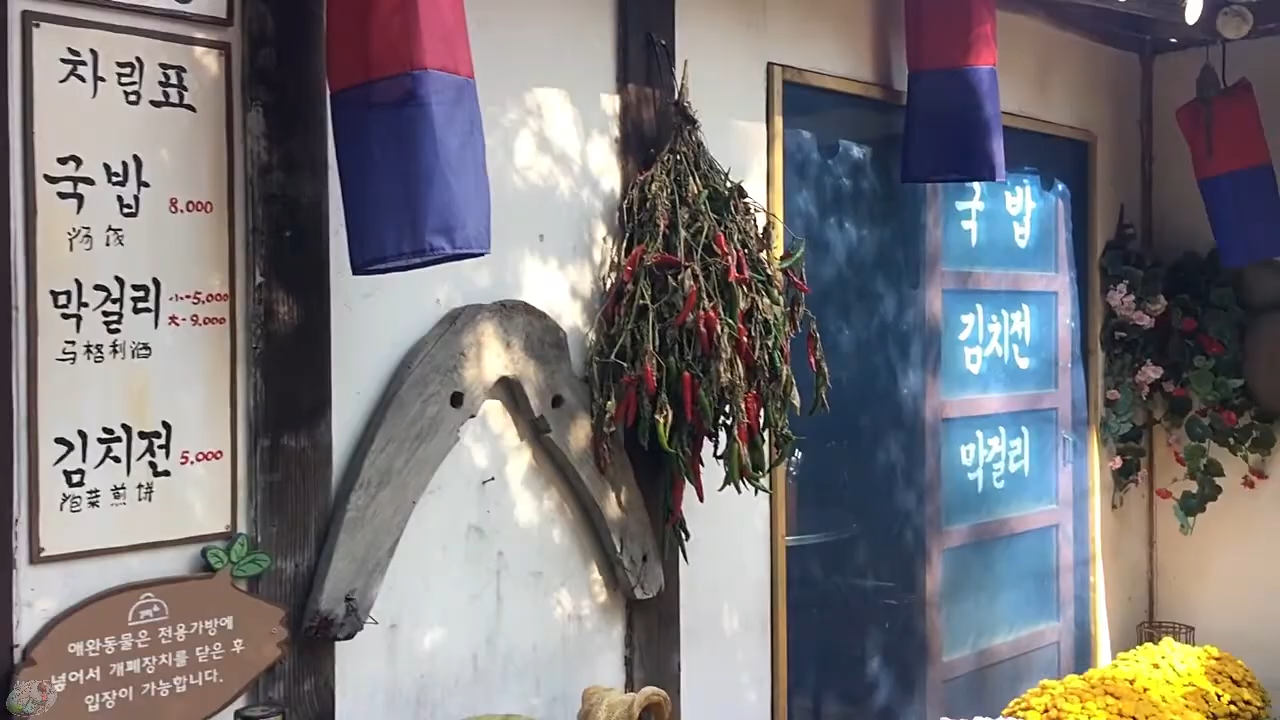 차림표
국밥 8,000
汤饭
막걸리 小-5,000
大-9,000
马格利酒
김치전 5,000
泡菜煎饼
애완동물은 전용가방에
넣어서 개폐장치를 닫은 후
입장이 가능합니다.
국밥
김치전
막걸리